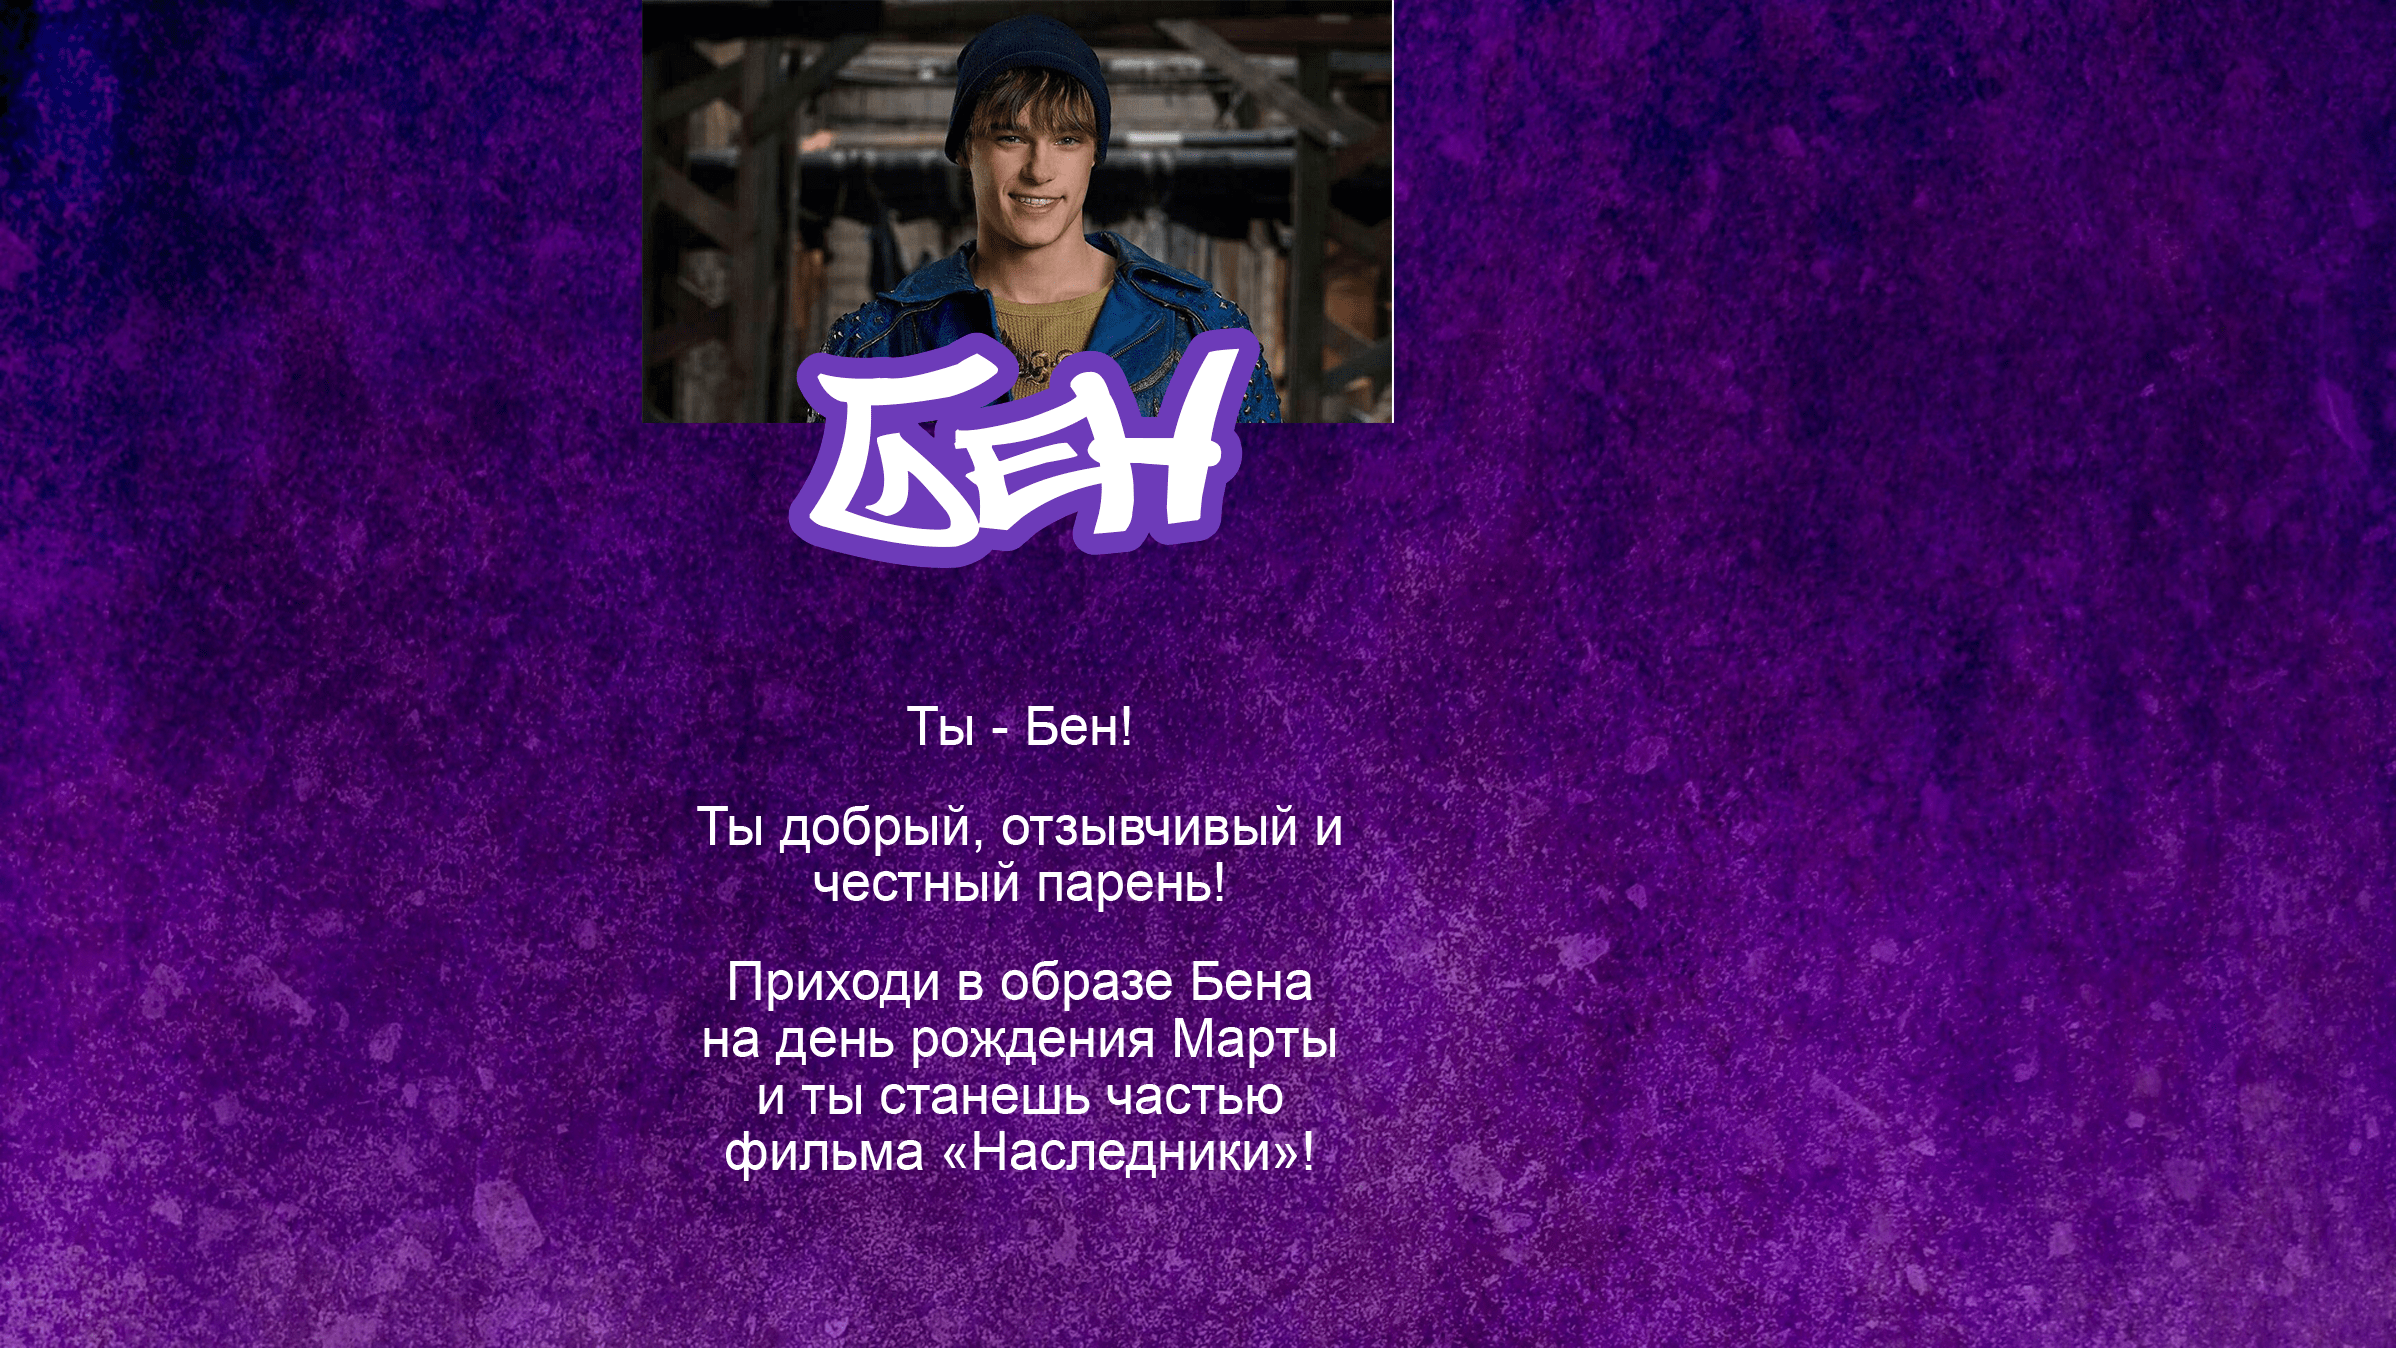 Бен
Ты - Бен!
Ты добрый, отзывчивый и
честный парень!
Приходи в образе Бена
на день рождения Марты
и ты станешь частью
фильма «Наследники»!